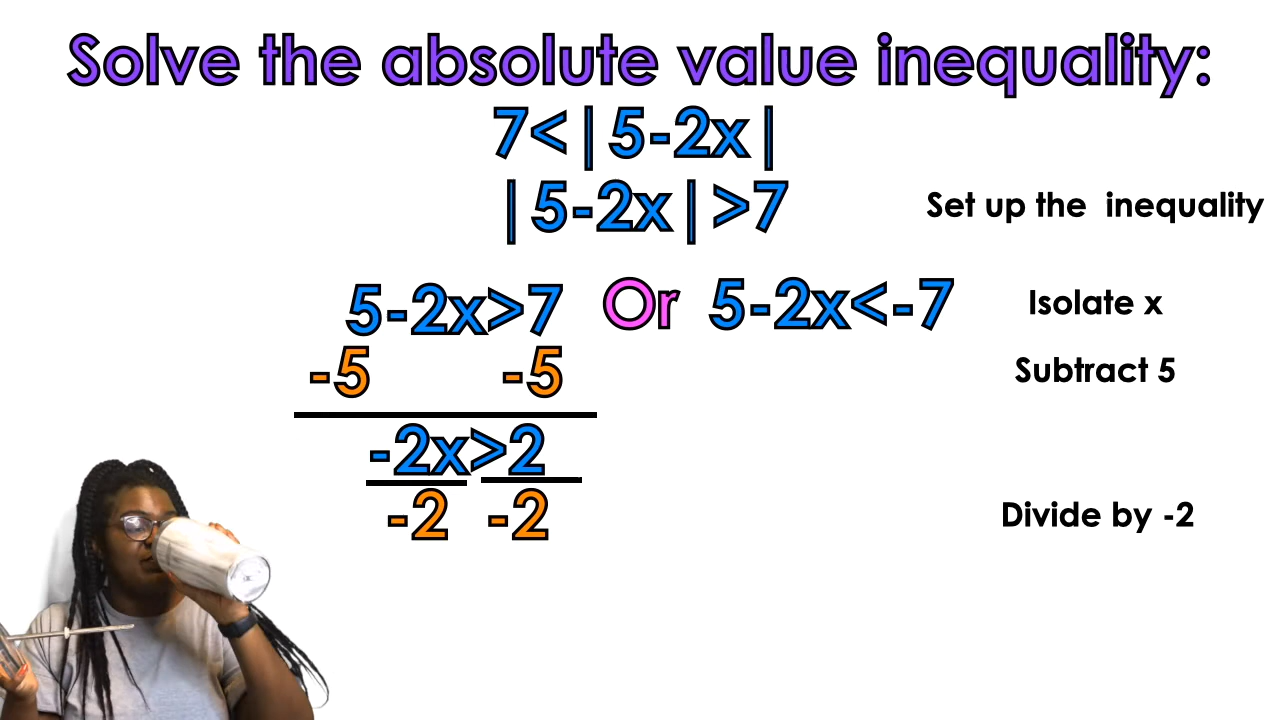 Solve the absolute value inequality:
7<|5-2x|
|5-2x|>7
Set up the inequality
5-2x>7 Or 5-2x<-7
Isolate x
-5 -5
Subtract 5
-2x>2
-2 -2
Divide by -2